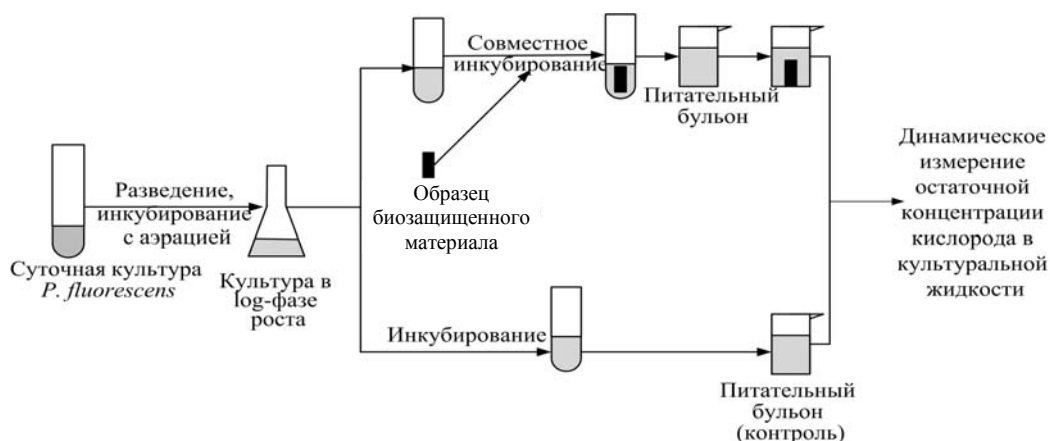 Суточная культура
P. fluorescens
Разведение,
инкубирование
с аэрацией
Культура в
log-фазе
роста
Совместное
инкубирование
Образец
биозащищенного
материала
Питательный
бульон
Инкубирование
Питательный
бульон
(контроль)
Динамическое
измерение
остаточной
концентрации
кислорода в
культуральной
жидкости